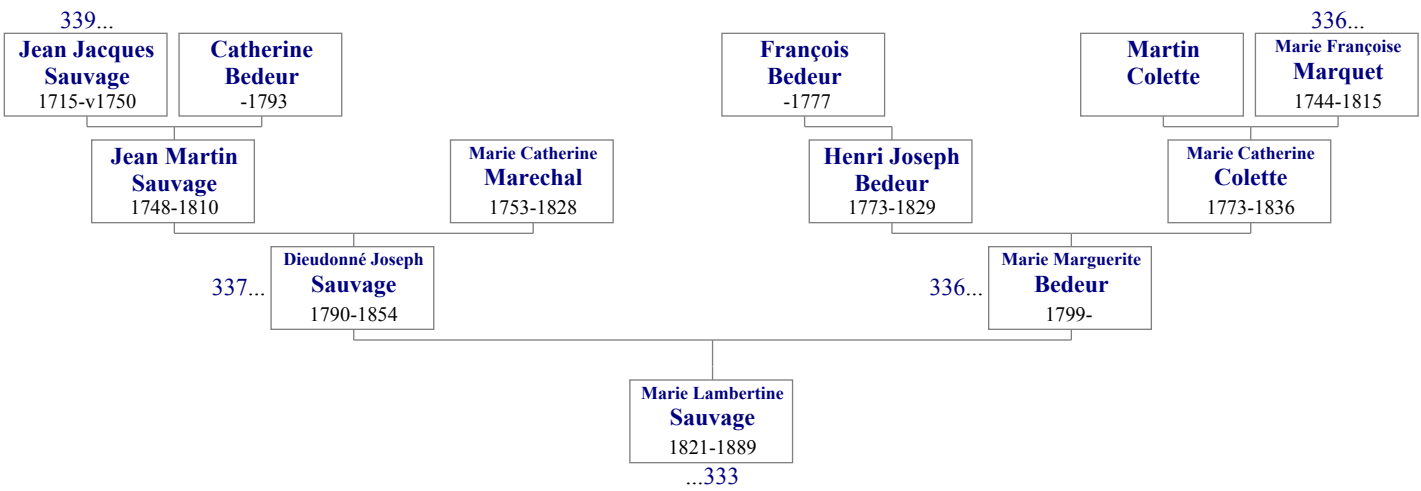 339...
336...
Jean Jacques
Sauvage
1715-v1750
Catherine
Bedeur
-1793
François
Bedeur
-1777
Martin
Colette
Marie Françoise
Marquet
1744-1815
Jean Martin
Sauvage
1748-1810
Marie Catherine
Marechal
1753-1828
Henri Joseph
Bedeur
1773-1829
Marie Catherine
Colette
1773-1836
337...
Dieudonné Joseph
Sauvage
1790-1854
336...
Marie Marguerite
Bedeur
1799-
Marie Lambertine
Sauvage
1821-1889
...333